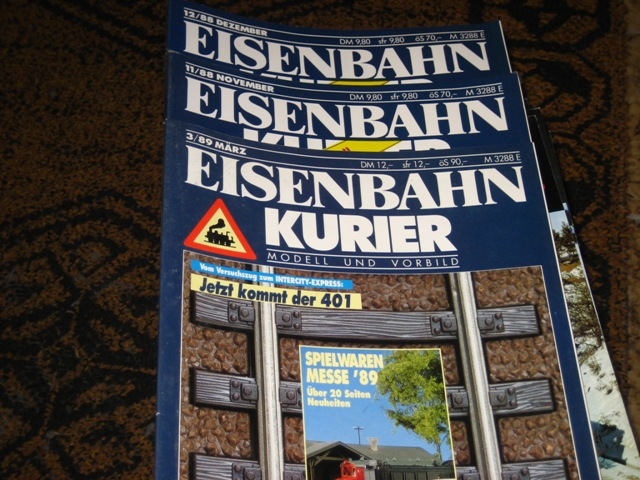 12/88 DEZEMBER
DM 9,80 sfr 9,80 öS 70,– M 3288 E
EISENBAHN
11/88 NOVEMBER
DM 9,80 sfr 9,80 öS 70,– M 3288 E
EISENBAHN
KURIER
3/89 MÄRZ
DM 12,– sfr 12,– öS 90,– M 3288 E
EISENBAHN
KURIER
MODELL UND VORBILD
Vom Versuchszug zum INTERCITY-EXPRESS:
Jetzt kommt der 401
SPIELWAREN
MESSE '89
Über 20 Seiten
Neuheiten